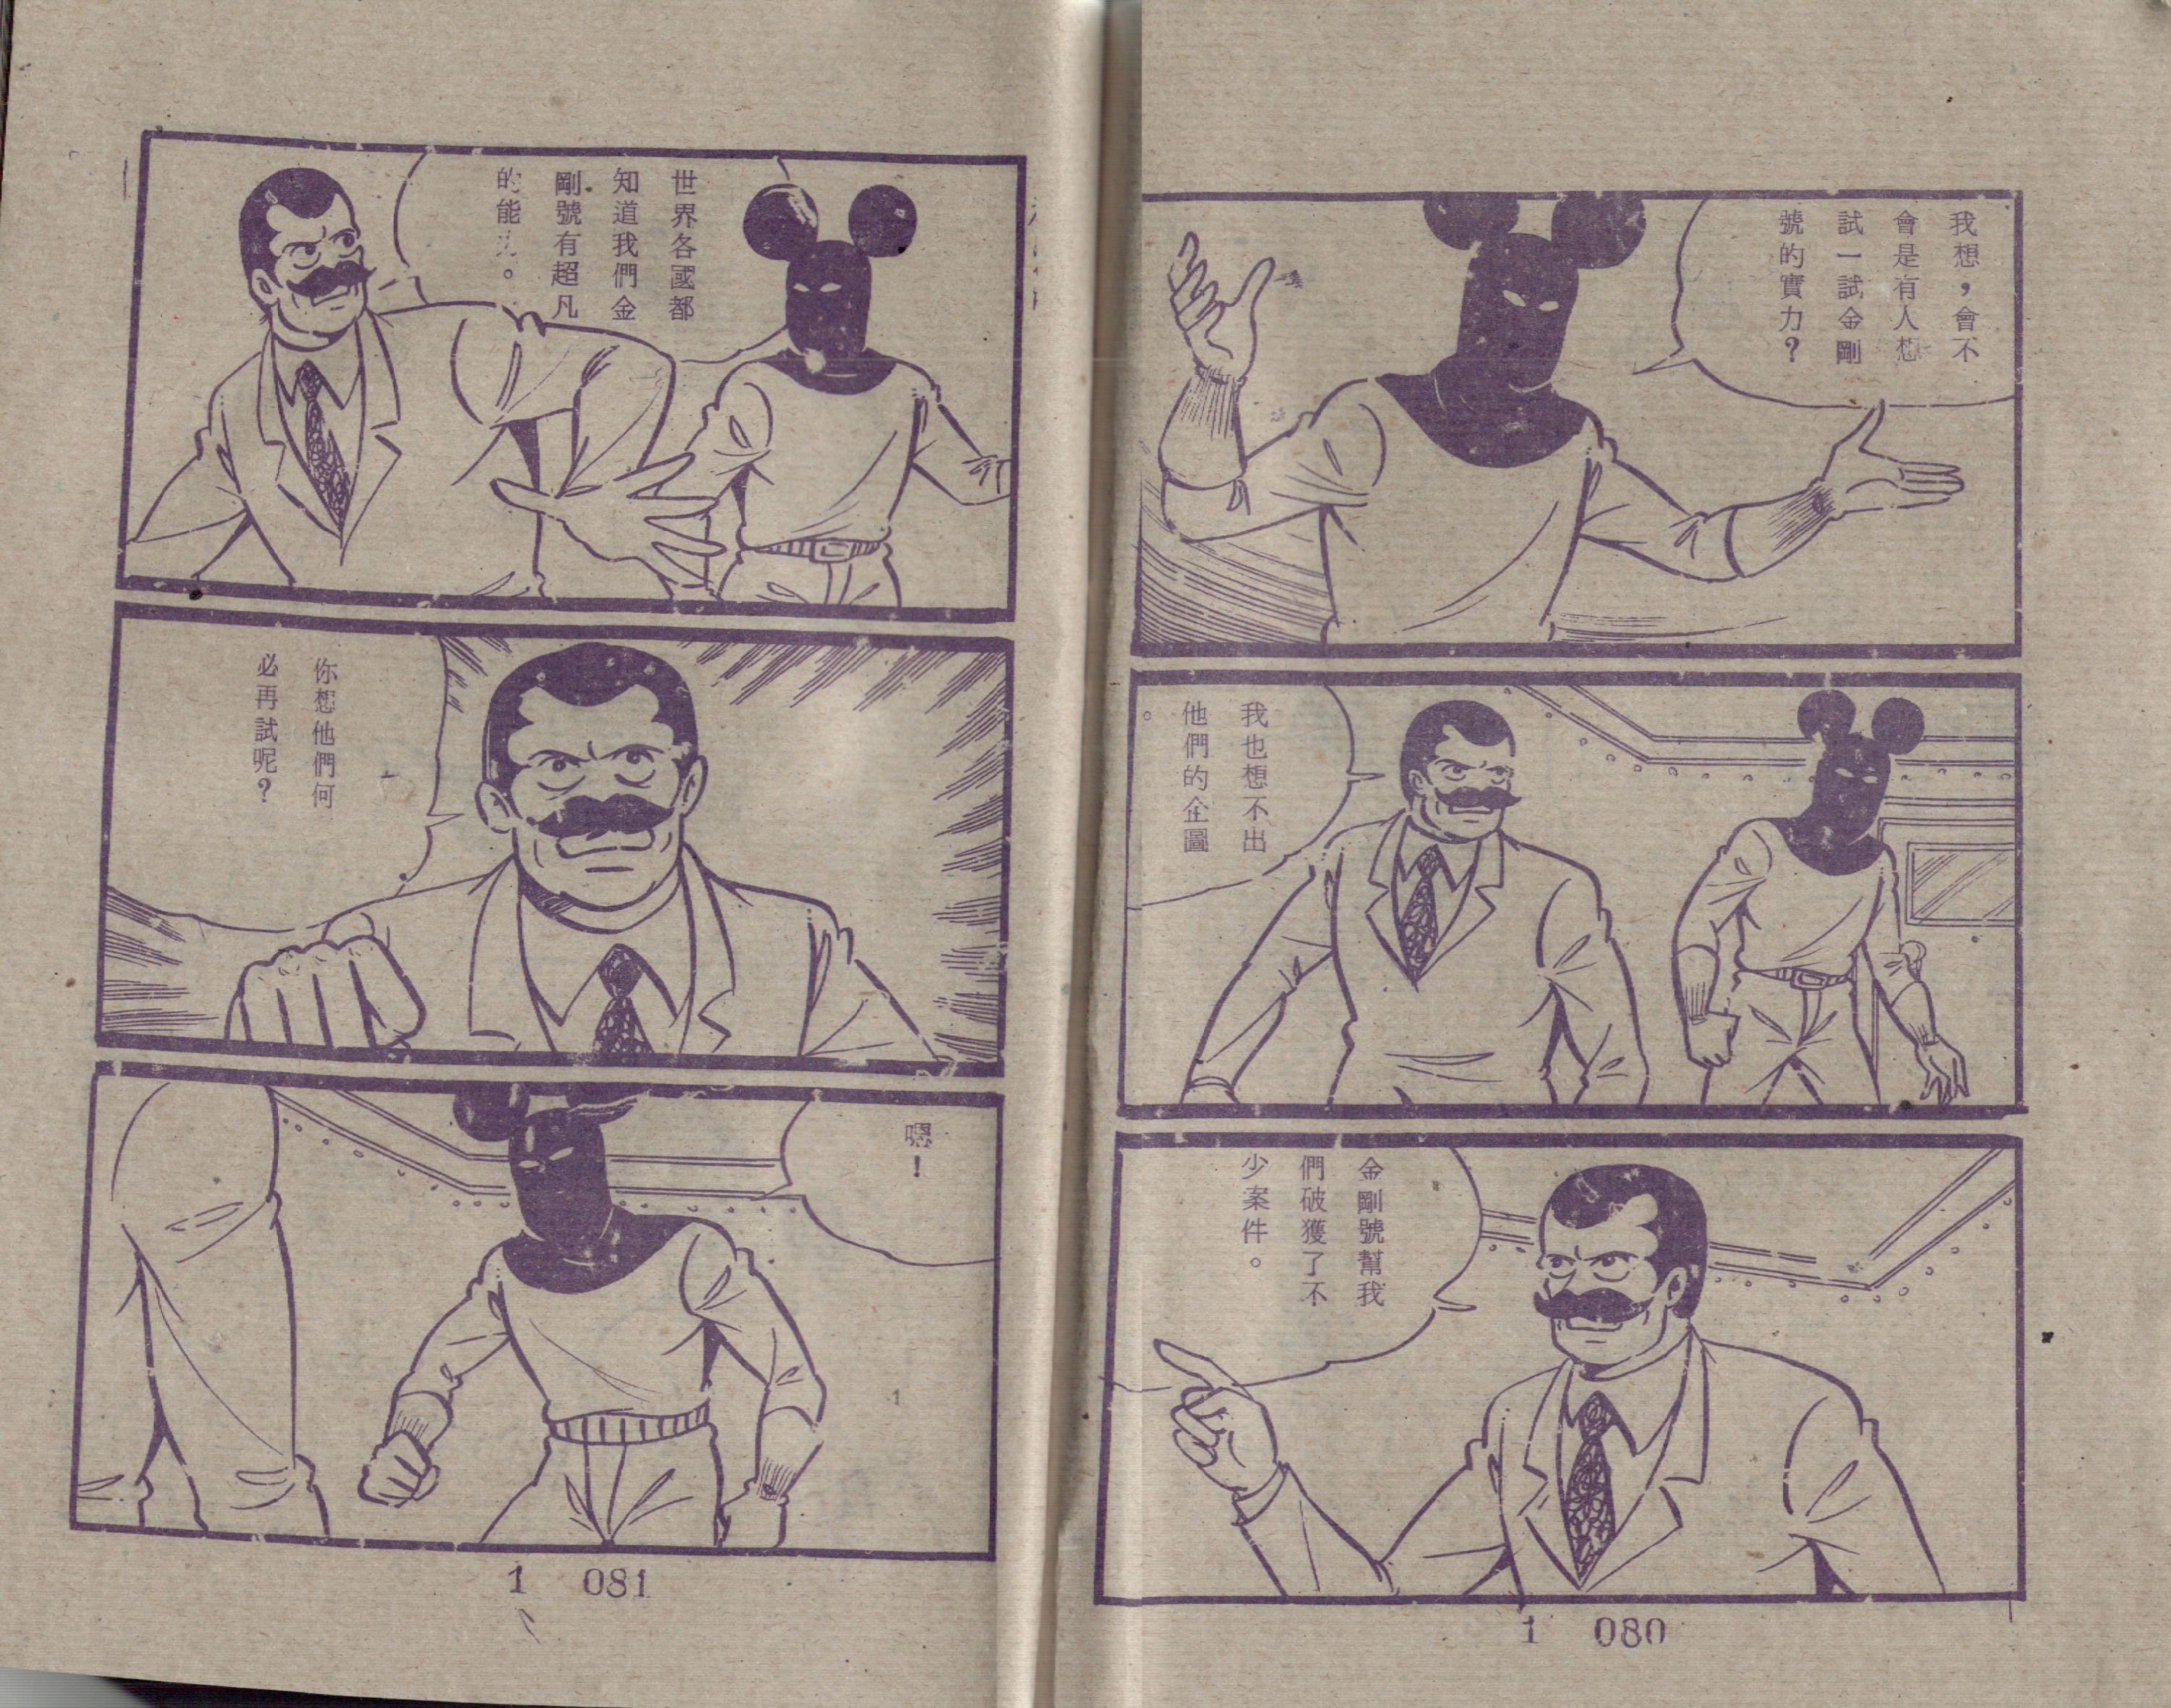 我想，會不
會是有人想
試一試金剛
號的實力？
我也想不出
他們的企圖
。
金剛號幫我
們破獲了不
少案件。
1 080
世界各國都
知道我們金
剛號有超凡
的能力。
你想他們何
必再試呢？
嗯！
1 081